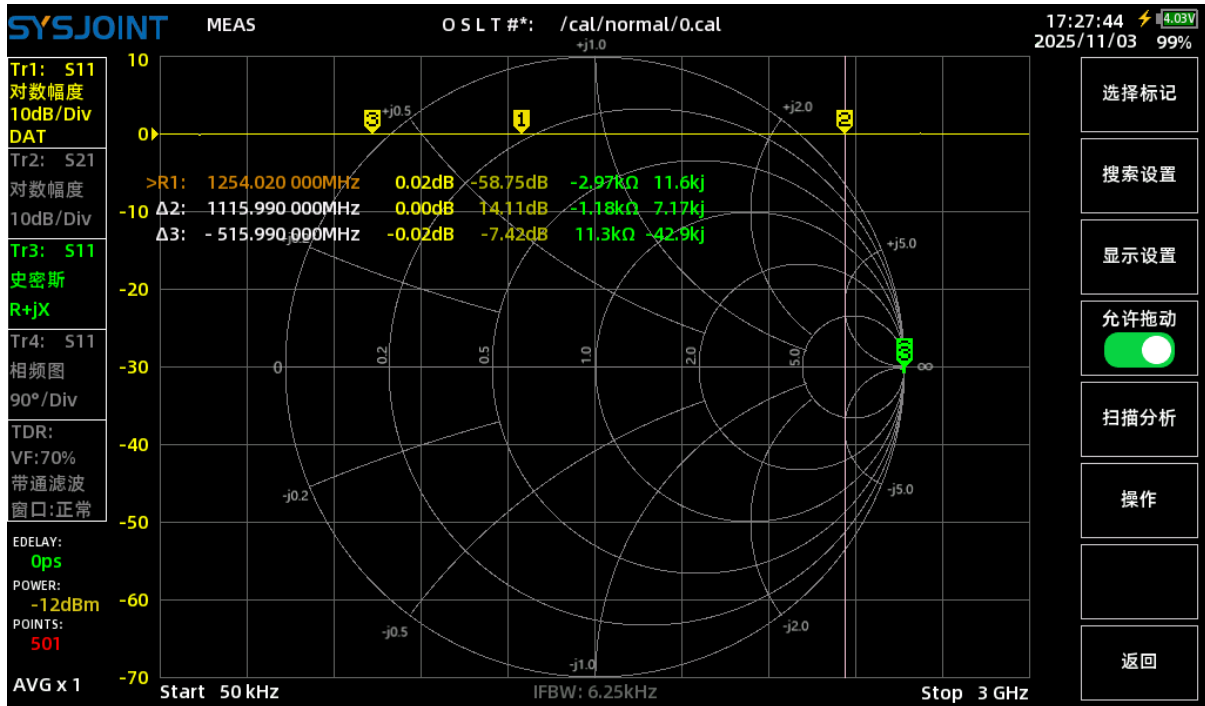 SYSJOINT MEAS O S L T #*: /cal/normal/0.cal 17:27:44 4.03V
2025/11/03 99%
Tr1: S11
对数幅度
10dB/Div
DAT
Tr2: S21
对数幅度
10dB/Div
Tr3: S11
史密斯
R+jX
Tr4: S11
相频图
90°/Div
TDR:
VF:70%
带通滤波
窗口:正常
EDELAY:
0ps
POWER:
-12dBm
POINTS:
501
AVG x 1
10
0
-10
-20
-30
-40
-50
-60
-70
+j1.0
3 +j0.5 1 +j2.0 2
>R1: 1254.020 000MHz 0.02dB -58.75dB -2.97kΩ 11.6kj
Δ2: 1115.990 000MHz 0.00dB 14.11dB -1.18kΩ 7.17kj
Δ3: - 515.990 000MHz -0.02dB -7.42dB 11.3kΩ -42.9kj
+j5.0
0 0.2 0.5 1.0 2.0 5.0 ∞
-j0.2 -j5.0
-j0.5 -j2.0
-j1.0
Start 50 kHz IFBW: 6.25kHz Stop 3 GHz
选择标记
搜索设置
显示设置
允许拖动
扫描分析
操作
返回